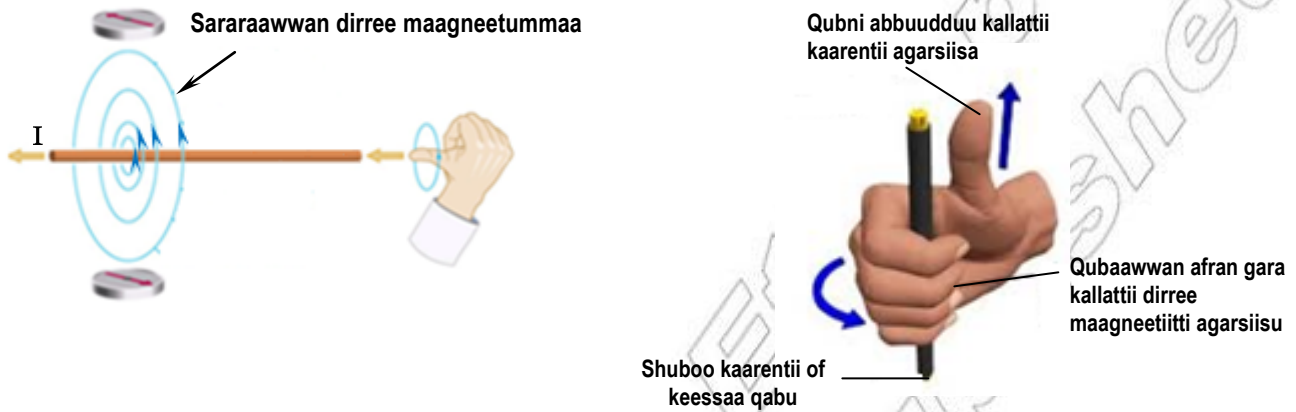 Sararaawwan dirree maagneetummaa
I
Qubni abbuudduu kallattii
kaarentii agarsiisa
Qubaawwan afran gara
kallattii dirree
maagneetiitti agarsiisu
Shuboo kaarentii of
keessaa qabu